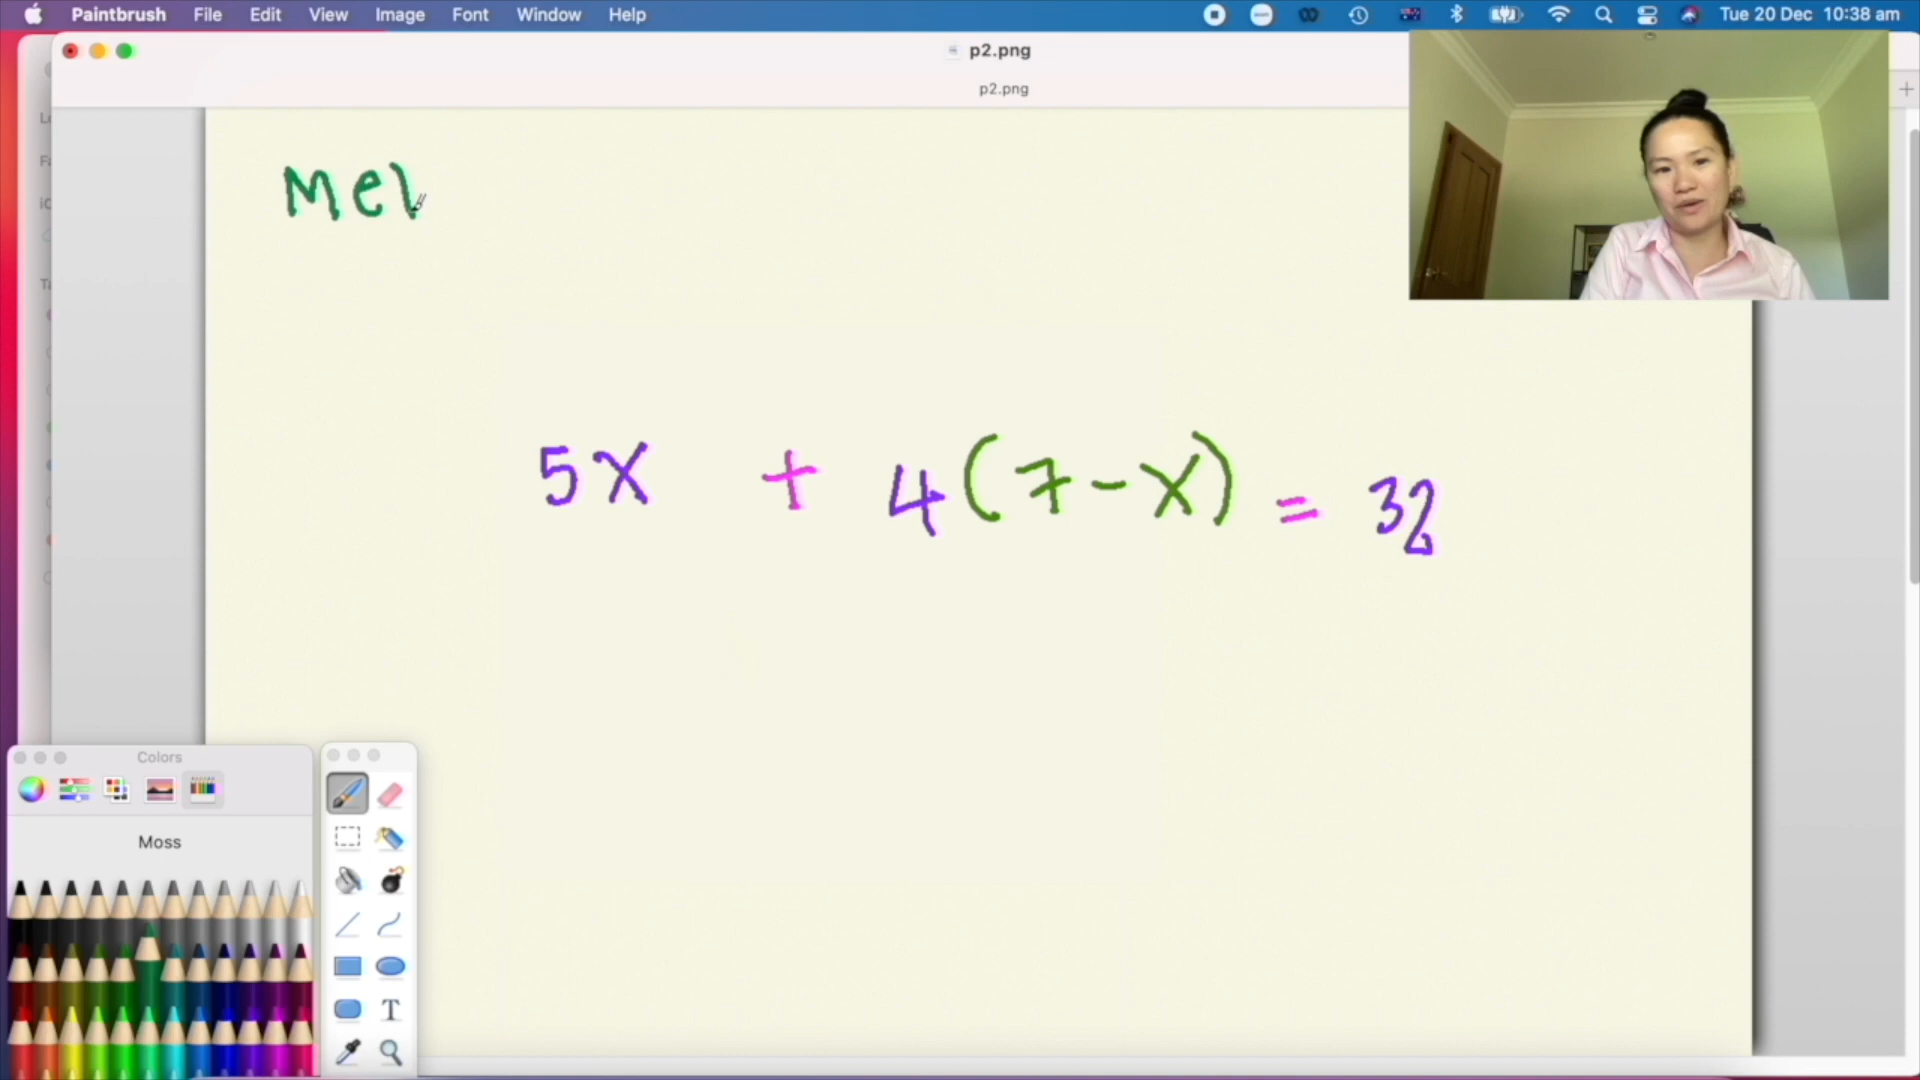 Paintbrush File Edit View Image Font Window Help Tue 20 Dec 10:38 am
p2.png
p2.png
Mel
5x + 4(7-x) = 32
Colors
Moss
T